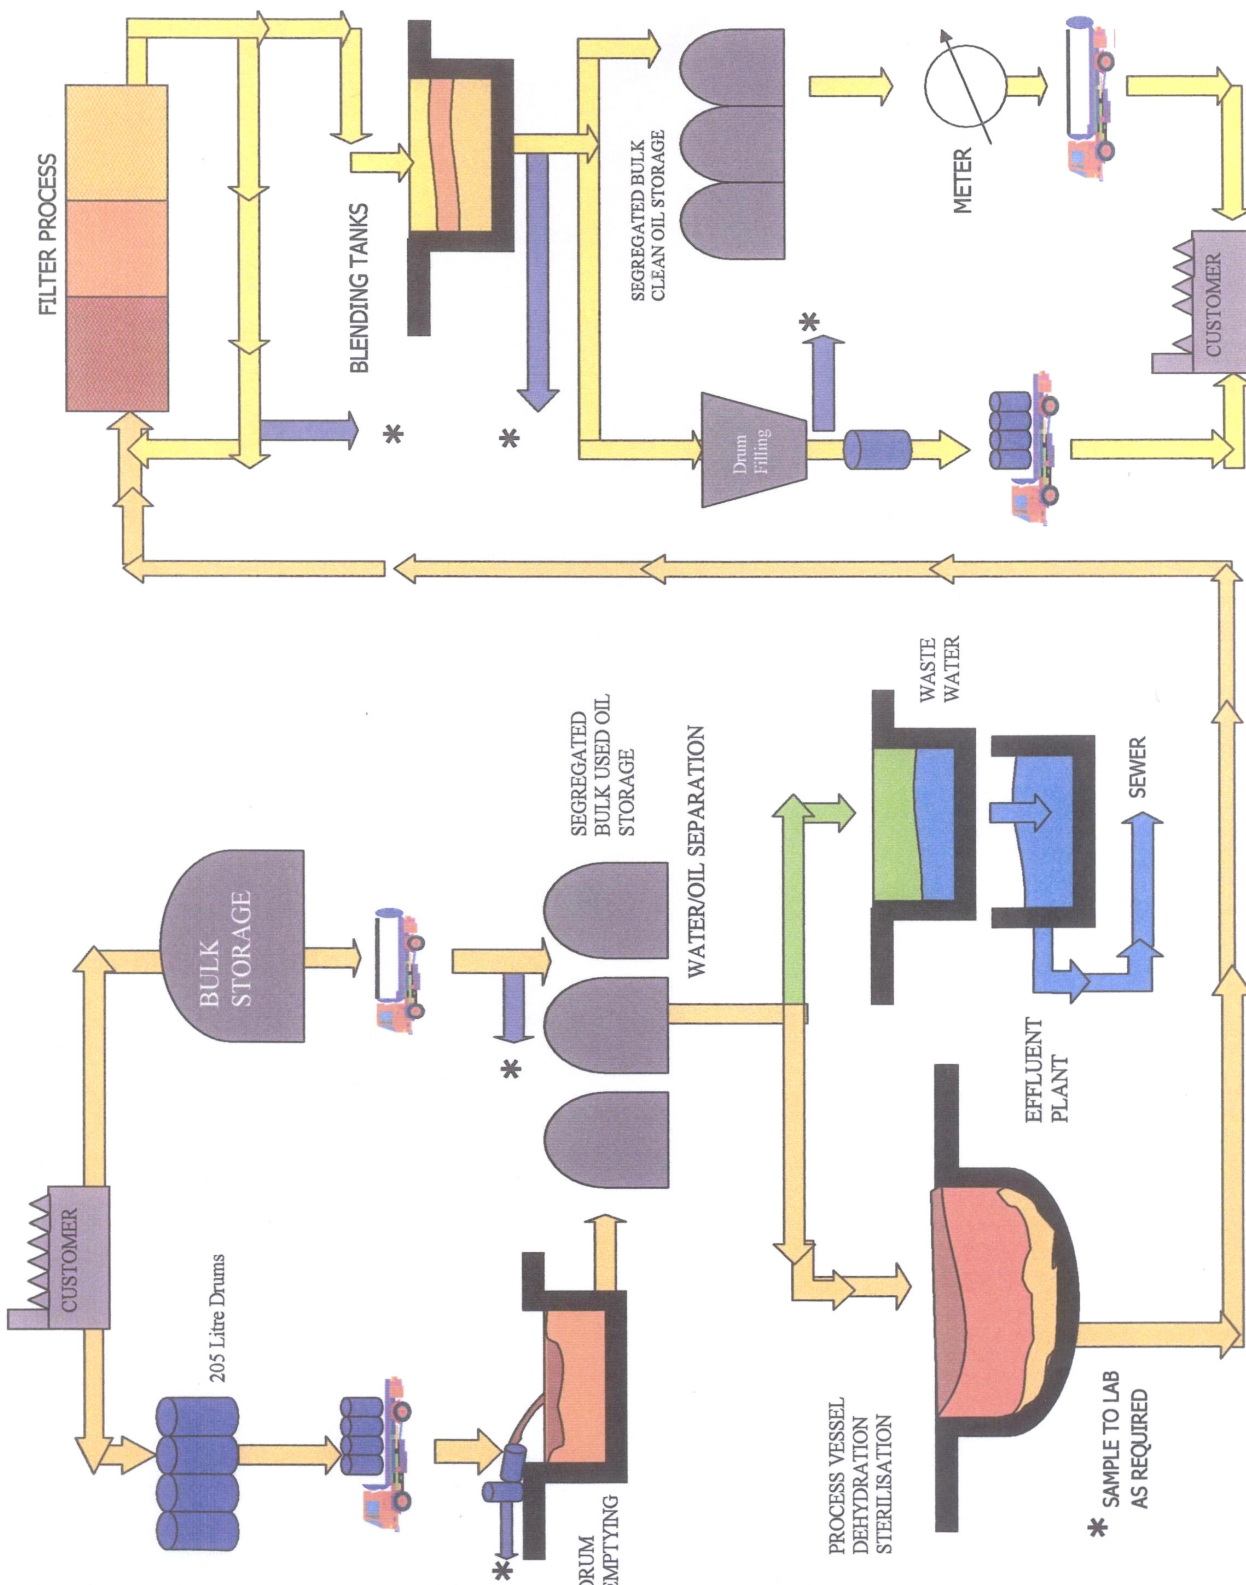 CUSTOMER
205 Litre Drums
BULK
STORAGE
*
DRUM
EMPTYING
*
SEGREGATED
BULK USED OIL
STORAGE
WATER/OIL SEPARATION
PROCESS VESSEL
DEHYDRATION
STERILISATION
WASTE
WATER
EFFLUENT
PLANT
SEWER
* SAMPLE TO LAB
AS REQUIRED
FILTER PROCESS
*
BLENDING TANKS
*
SEGREGATED BULK
CLEAN OIL STORAGE
Drum
Filling
*
METER
CUSTOMER